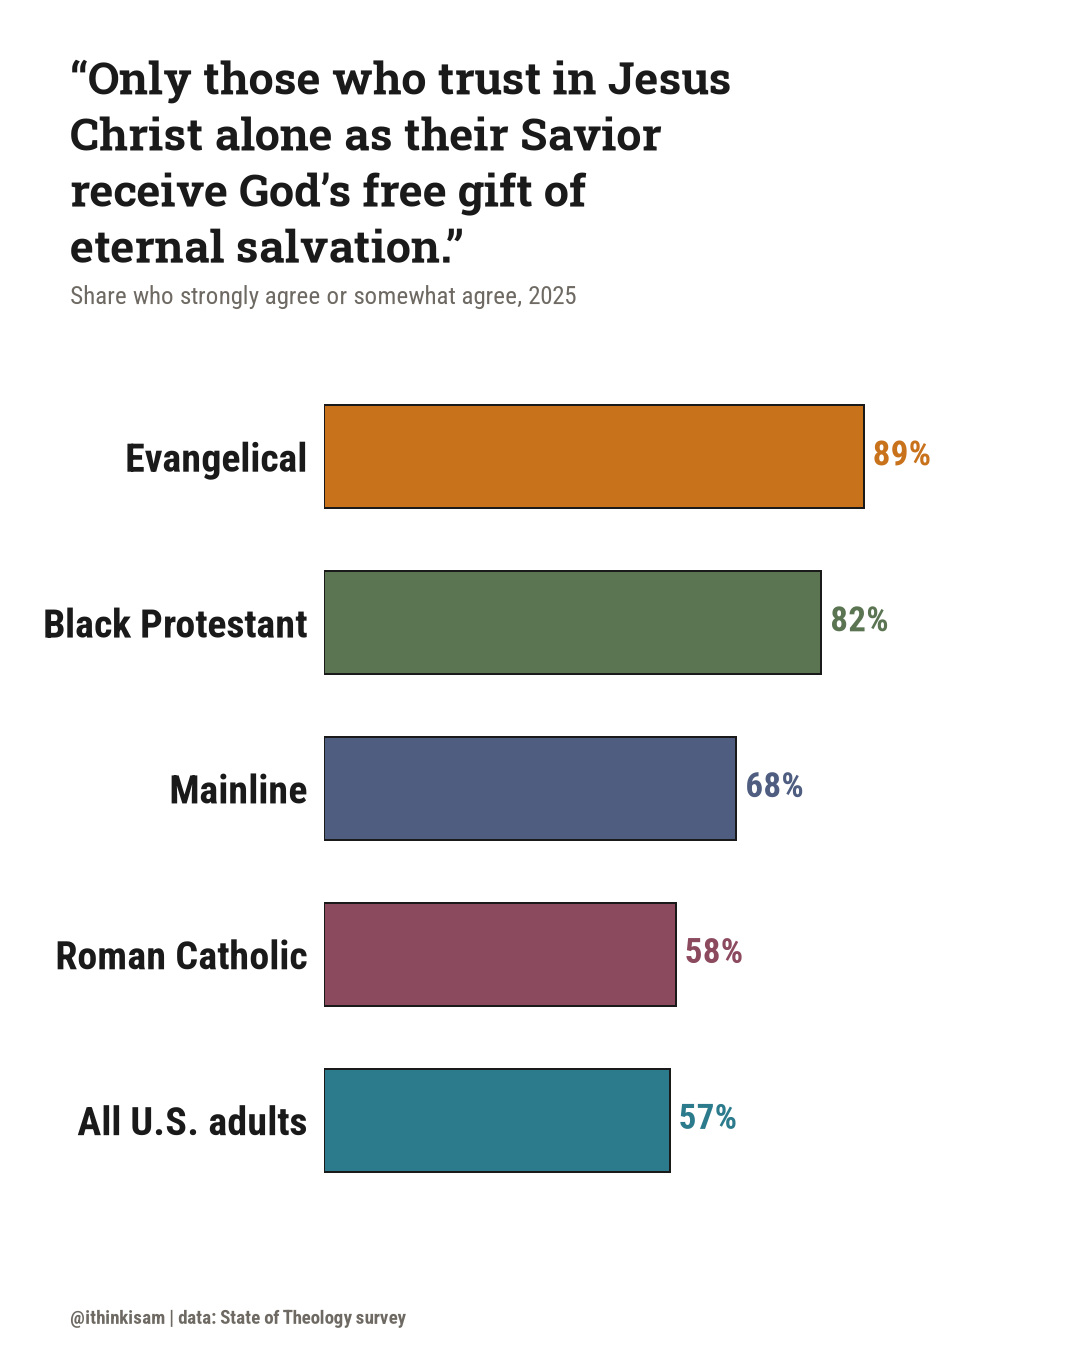 “Only those who trust in Jesus
Christ alone as their Savior
receive God’s free gift of
eternal salvation.”
Share who strongly agree or somewhat agree, 2025
Evangelical 89%
Black Protestant 82%
Mainline 68%
Roman Catholic 58%
All U.S. adults 57%
@ithinkisam | data: State of Theology survey